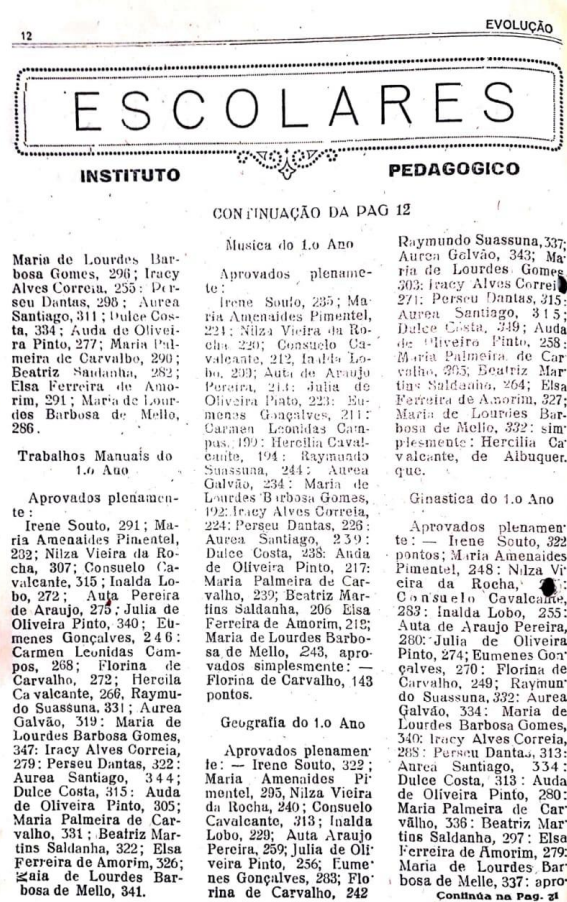 12
EVOLUÇÃO
ESCOLARES
INSTITUTO PEDAGOGICO
CONTINUAÇÃO DA PAG 12
Maria de Lourdes Bar-
bosa Gomes, 296; Iracy
Alves Correia, 255: Per-
seu Dantas, 298; Aurea
Santiago, 311; Dulce Cos-
ta, 334; Auda de Olivei-
ra Pinto, 277; Maria Pal-
meira de Carvalho, 290;
Beatriz Saldanha, 282;
Elsa Ferreira de Amo-
rim, 291; Maria de Lour-
des Barbosa de Mello,
286.
Trabalhos Manuais do
1.o Ano
Aprovados plenamen-
te:
Irene Souto, 291; Ma-
ria Amenaides Pimentel,
232; Nilza Vieira da Ro-
cha, 307; Consuelo Ca-
valcante, 315; Inalda Lo-
bo, 272; Auta Pereira
de Araujo, 275; Julia de
Oliveira Pinto, 340; Eu-
menes Gonçalves, 246:
Carmen Leonidas Cam-
pos, 268; Florina de
Carvalho, 272; Hercila
Cavalcante, 266, Raymu-
do Suassuna, 331; Aurea
Galvão, 319: Maria de
Lourdes Barbosa Gomes,
347: Iracy Alves Correia,
279: Perseu Dantas, 322:
Aurea Santiago, 344;
Dulce Costa, 315: Auda
de Oliveira Pinto, 305;
Maria Palmeira de Car-
valho, 331; Beatriz Mar-
tins Saldanha, 322; Elsa
Ferreira de Amorim, 326;
de Lourdes Bar-
bosa de Mello, 341.
Musica do 1.o Ano
Aprovados plename-
te:
Irene Souto, 235; Ma
ria Amenaides Pimentel,
221: Nilza Vieira da Ro-
cha 220; Consuelo Ca-
valcante, 212, Inalda Lo-
bo, Auta de Araujo
Pereira, Julia de
Oliveira Pinto, 223: Eu-
menes Gonçalves, 211:
Carmen Leonidas Cam-
pas, 199: Hercilia Caval-
cante, 194: Raymundo
Suassuna, 244: Aurea
Galvão, 234: Maria de
Lourdes Barbosa Gomes,
192: Iracy Alves Correia,
224: Perseu Dantas, 226:
Aurea Santiago, 239:
Dulce Costa, 238: Auda
de Oliveira Pinto, 217:
Maria Palmeira de Car-
valho, 239; Beatriz Mar-
tins Saldanha, 206 Elsa
Ferreira de Amorim,
Maria de Lourdes Barbo-
sa de Mello, 243, apro-
vados simplesmente: —
Florina de Carvalho, 143
pontos.
Geografia do 1.o Ano
Aprovados plenamen-
te: — Irene Souto, 322;
Maria Amenaides Pi
mentel, 295, Nilza Vieira
da Rocha, 240; Consuelo
Cavalcante, 313; Inalda
Lobo, 229; Auta Araujo
Pereira, 259; Julia de Oli-
veira Pinto, 256; Eume-
nes Gonçalves, 283; Flo-
rina de Carvalho, 242
Raymundo Suassuna, 337;
Aurea Galvão, 343; Ma-
ria de Lourdes Gomes
303: Iracy Alves Correi
271: Perseu Dantas, 315:
Aurea Santiago, 315;
Dulce Costa, 349; Auda
de Oliveiro Pinto, 258:
Maria Palmeira de Car
valho, 305; Beatriz Mar-
tins Saldanha, 264; Elsa
Ferreira de Amorim, 327;
Maria de Lourdes Bar-
bosa de Mello, 332: sim-
plesmente: Hercilia Ca
valcante, de Albuquer.
que.
Ginastica do 1.o Ano
Aprovados plenamen-
te: — Irene Souto, 322
pontos; Maria Amenaides
Pimentel, 248: Nilza Vi
eira da Rocha,
Consuelo Cavalcante,
283: Inalda Lobo, 255:
Auta de Araujo Pereira,
280: Julia de Oliveira
Pinto, 274; Eumenes Gon-
çalves, 270: Florina de
Carvalho, 249; Raymun-
do Suassuna, 332: Aurea
Galvão, 334: Maria de
Lourdes Barbosa Gomes,
340: Iracy Alves Correia,
288: Perseu Dantas, 313:
Aurea Santiago 334:
Dulce Costa, 313: Auda
de Oliveira Pinto, 280:
Maria Palmeira de Car
valho, 336: Beatriz Mar-
tins Saldanha, 297: Elsa
Ferreira de Amorim, 279:
Maria de Lourdes Bar-
bosa de Melle, 337: apro-
Continúa na Pag. 21